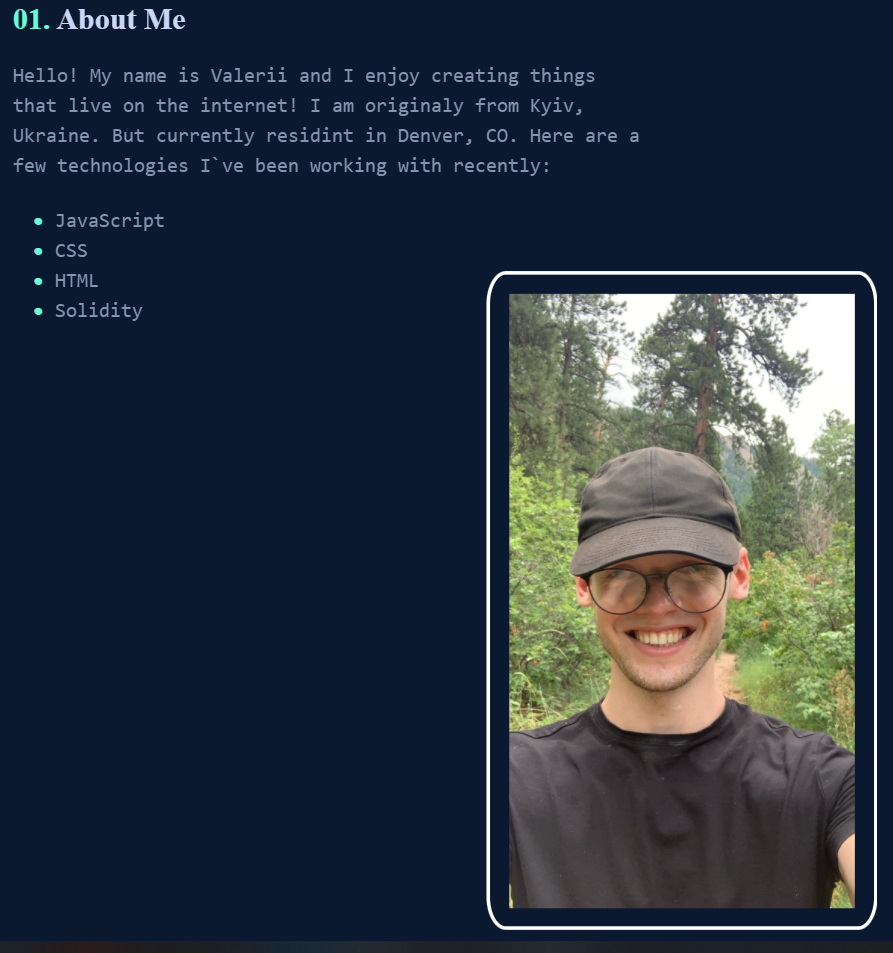 01. About Me
Hello! My name is Valerii and I enjoy creating things
that live on the internet! I am originaly from Kyiv,
Ukraine. But currently residint in Denver, CO. Here are a
few technologies I`ve been working with recently:
• JavaScript
• CSS
• HTML
• Solidity